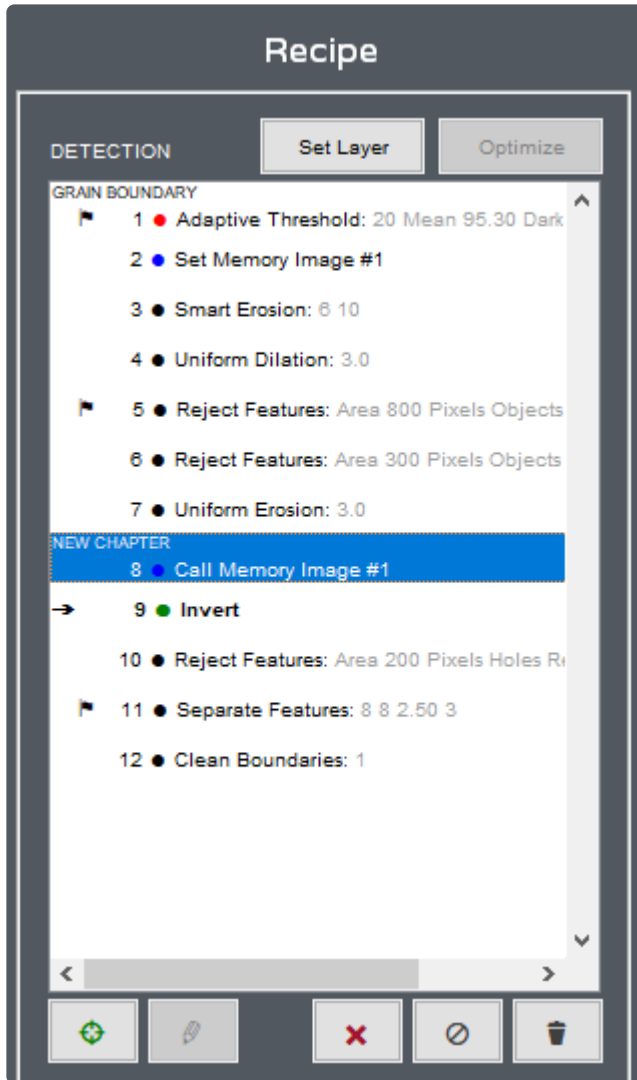 Recipe
DETECTION Set Layer Optimize
GRAIN BOUNDARY
1 Adaptive Threshold: 20 Mean 95.30 Dark
2 Set Memory Image #1
3 Smart Erosion: 6 10
4 Uniform Dilation: 3.0
5 Reject Features: Area 800 Pixels Objects
6 Reject Features: Area 300 Pixels Objects
7 Uniform Erosion: 3.0
NEW CHAPTER
8 Call Memory Image #1
9 Invert
10 Reject Features: Area 200 Pixels Holes Re
11 Separate Features: 8 8 2.50 3
12 Clean Boundaries: 1